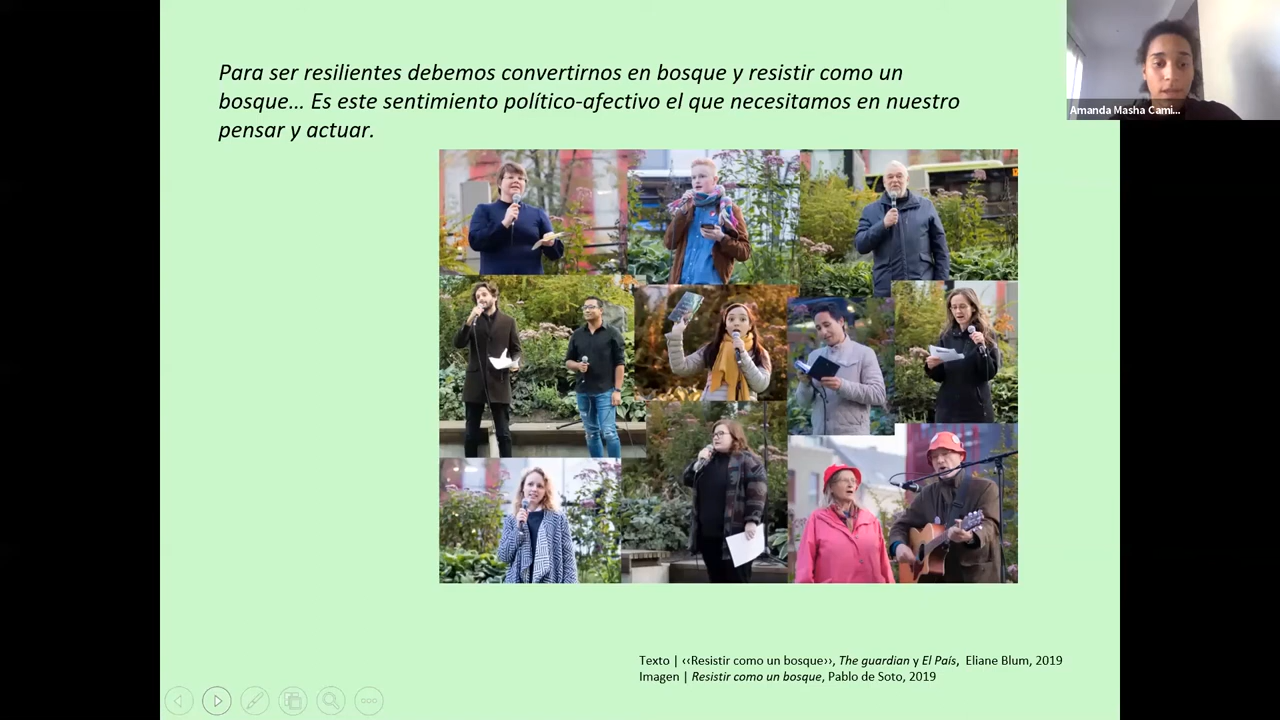 Para ser resilientes debemos convertirnos en bosque y resistir como un
bosque... Es este sentimiento político-afectivo el que necesitamos en nuestro
pensar y actuar.
Amanda Masha Cami...
Texto | ‹‹Resistir como un bosque››, The guardian y El País, Eliane Blum, 2019
Imagen | Resistir como un bosque, Pablo de Soto, 2019